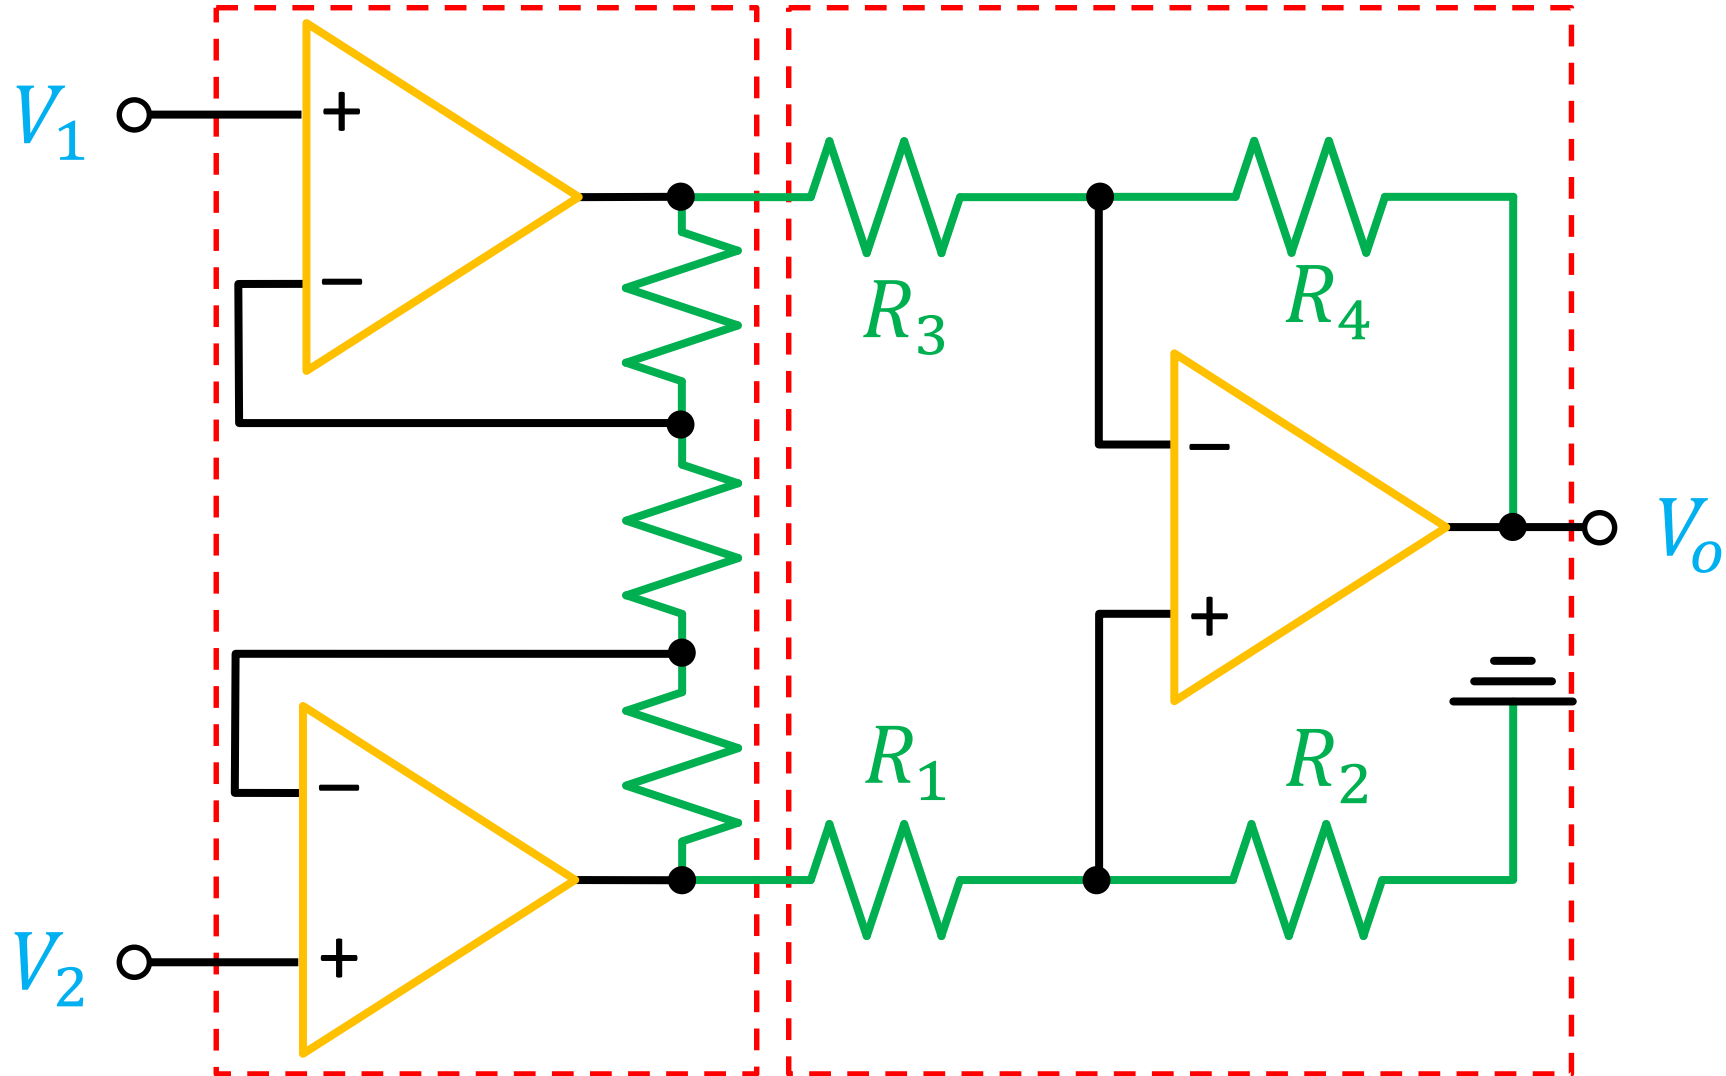 V₁
+
−
R₃
R₄
−
Vₒ
+
R₁
R₂
−
+
V₂